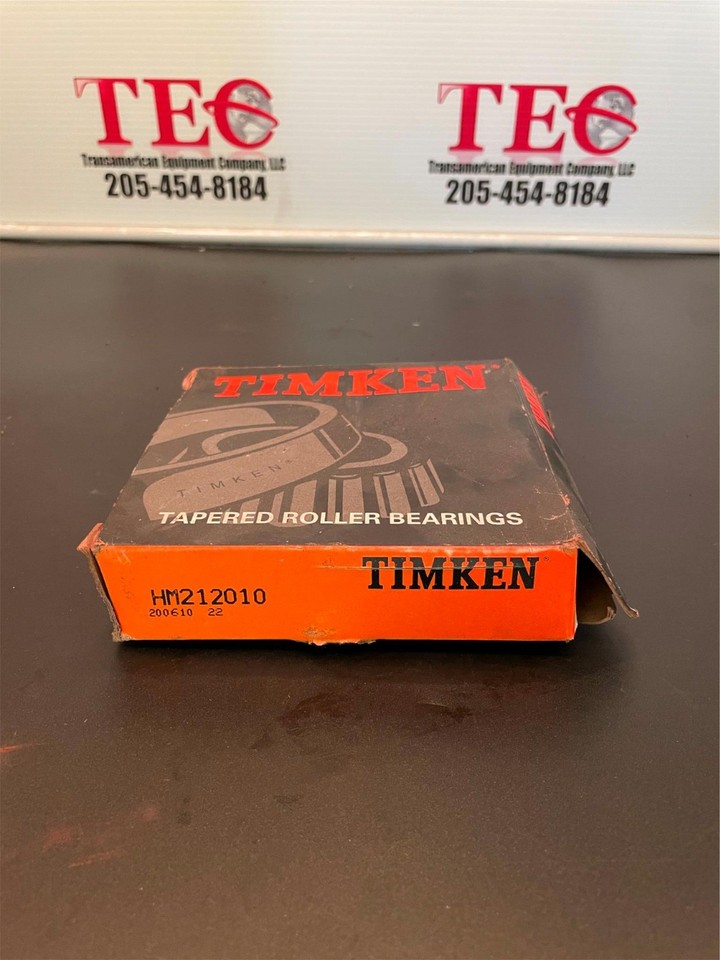 TEC
Transamerican Equipment Company, LLC
205-454-8184
TEC
Transamerican Equipment Company, LLC
205-454-8184
TIMKEN
TIMKEN®
TAPERED ROLLER BEARINGS
TIMKEN
HM212010
200610 22